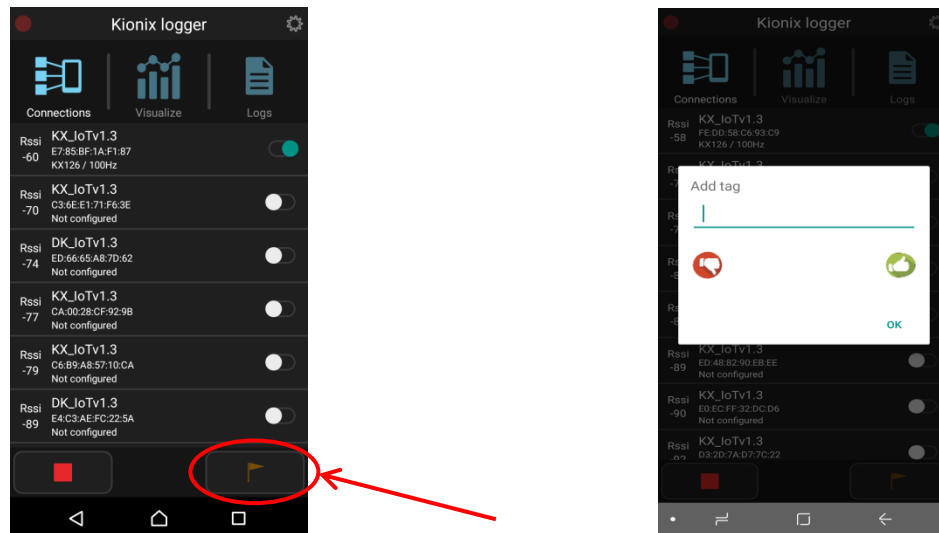 Kionix logger
Connections
Visualize
Logs
Rssi
-60
KX_IoTv1.3
E7:85:BF:1A:F1:87
KX126 / 100Hz
Rssi
-70
KX_IoTv1.3
C3:6E:E1:71:F6:3E
Not configured
Rssi
-74
DK_IoTv1.3
ED:66:65:A8:7D:62
Not configured
Rssi
-77
KX_IoTv1.3
CA:00:28:CF:92:9B
Not configured
Rssi
-79
KX_IoTv1.3
C6:B9:A8:57:10:CA
Not configured
Rssi
-89
DK_IoTv1.3
E4:C3:AE:FC:22:5A
Not configured
Kionix logger
Connections
Visualize
Logs
Rssi
-58
KX_IoTv1.3
FE:DD:58:C6:93:C9
KX126 / 100Hz
KX_IoTv1.3
Add tag
OK
Rssi
-89
KX_IoTv1.3
ED:48:82:90:EB:EE
Not configured
Rssi
-90
KX_IoTv1.3
E0:EC:FF:32:DC:D6
Not configured
Rssi
-92
KX_IoTv1.3
D3:2D:7A:D7:7C:22